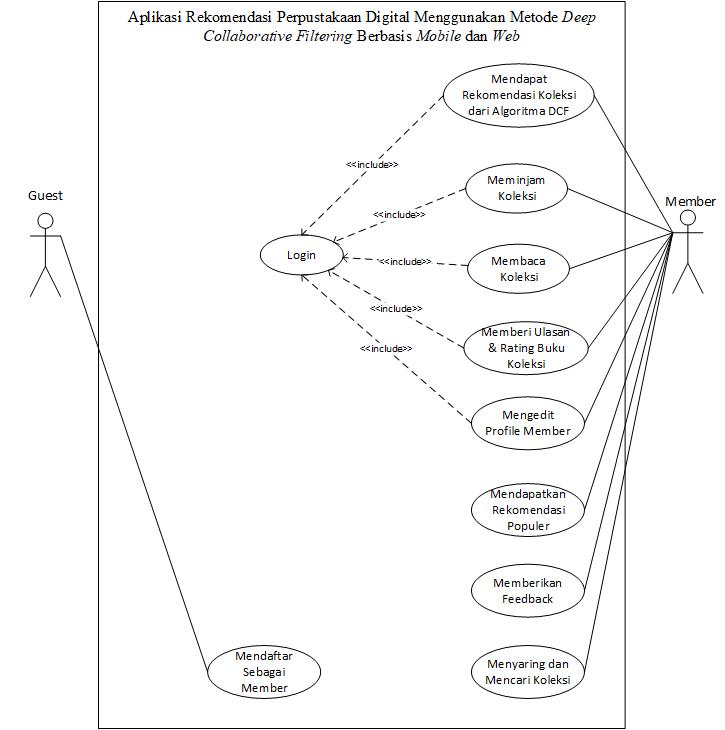 Aplikasi Rekomendasi Perpustakaan Digital Menggunakan Metode Deep
Collaborative Filtering Berbasis Mobile dan Web
Mendapat
Rekomendasi Koleksi
dari Algoritma DCF
<<include>>
Guest
Meminjam
Koleksi
Member
<<include>>
Login
<<include>>
Membaca
Koleksi
<<include>>
Memberi Ulasan
& Rating Buku
Koleksi
<<include>>
Mengedit
Profile Member
Mendapatkan
Rekomendasi
Populer
Memberikan
Feedback
Mendaftar
Sebagai
Member
Menyaring dan
Mencari Koleksi